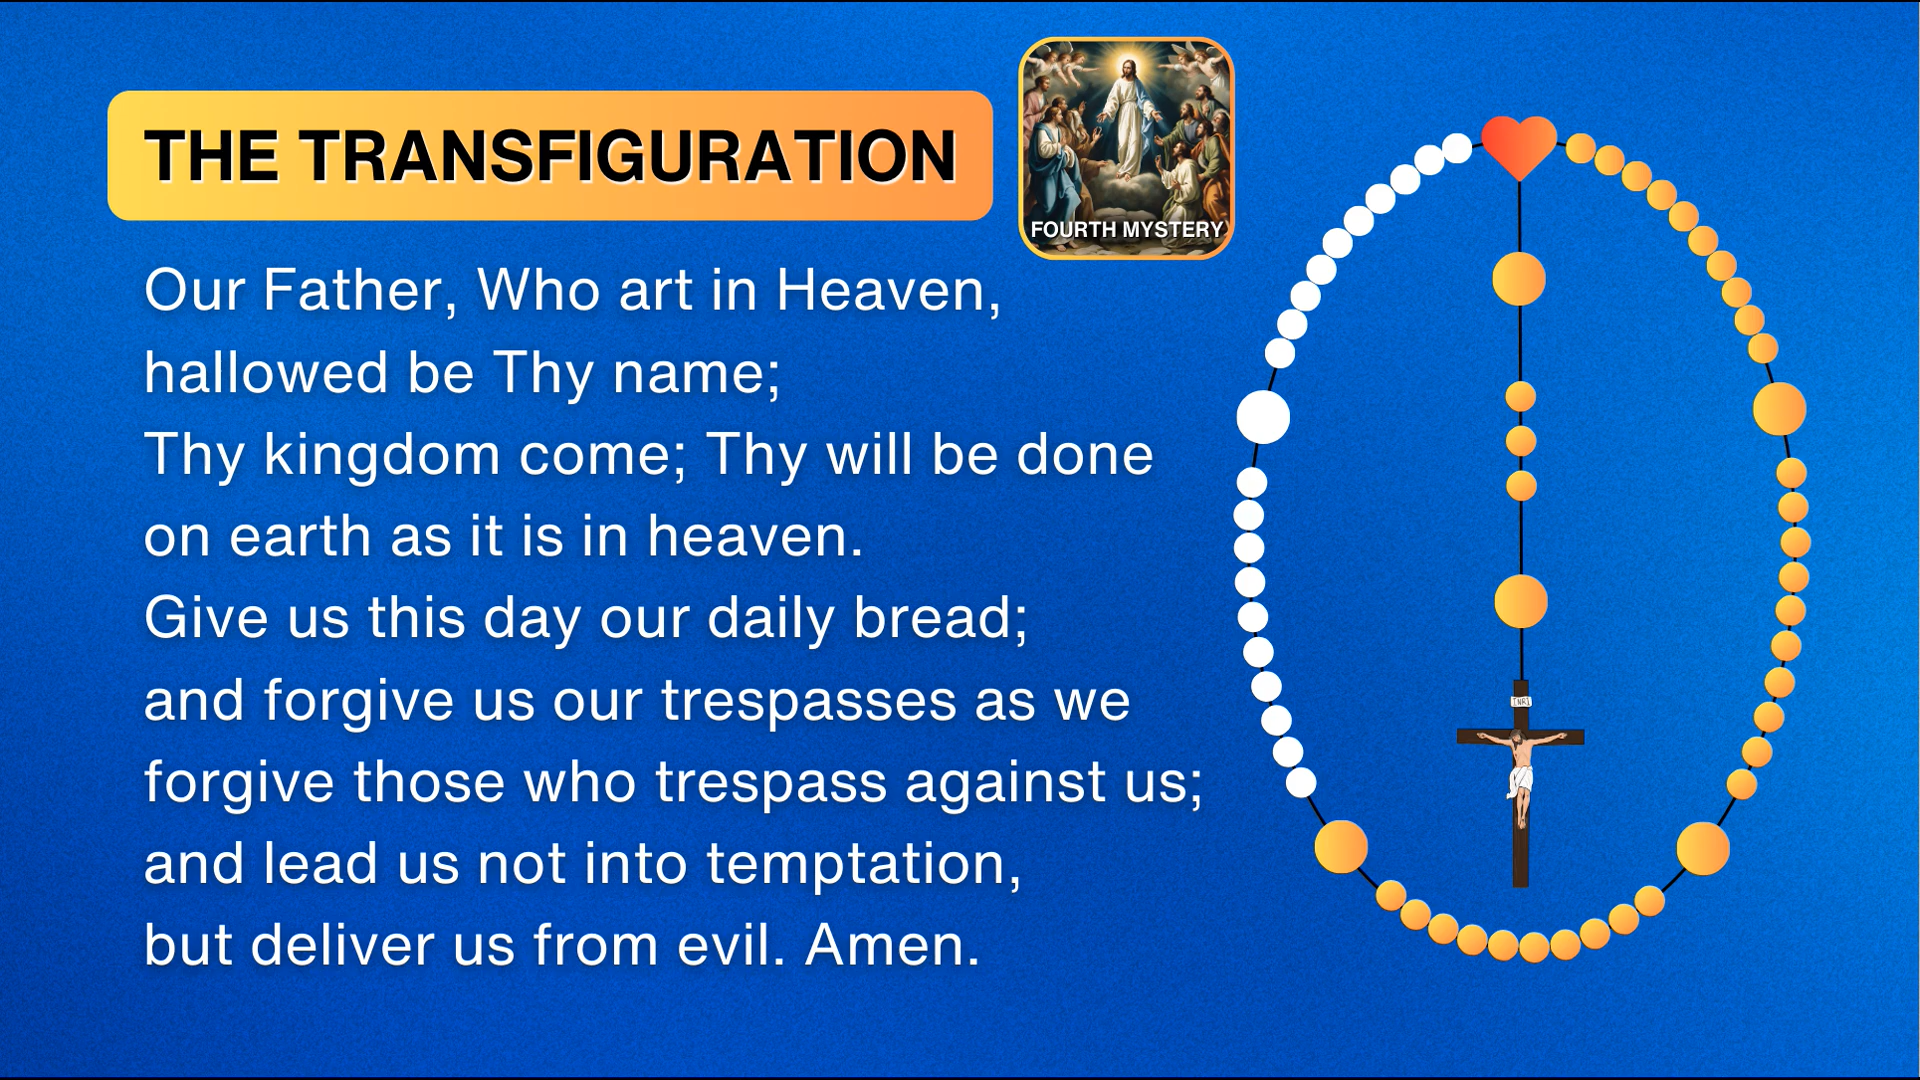 THE TRANSFIGURATION
FOURTH MYSTERY
Our Father, Who art in Heaven,
hallowed be Thy name;
Thy kingdom come; Thy will be done
on earth as it is in heaven.
Give us this day our daily bread;
and forgive us our trespasses as we
forgive those who trespass against us;
and lead us not into temptation,
but deliver us from evil. Amen.
INRI